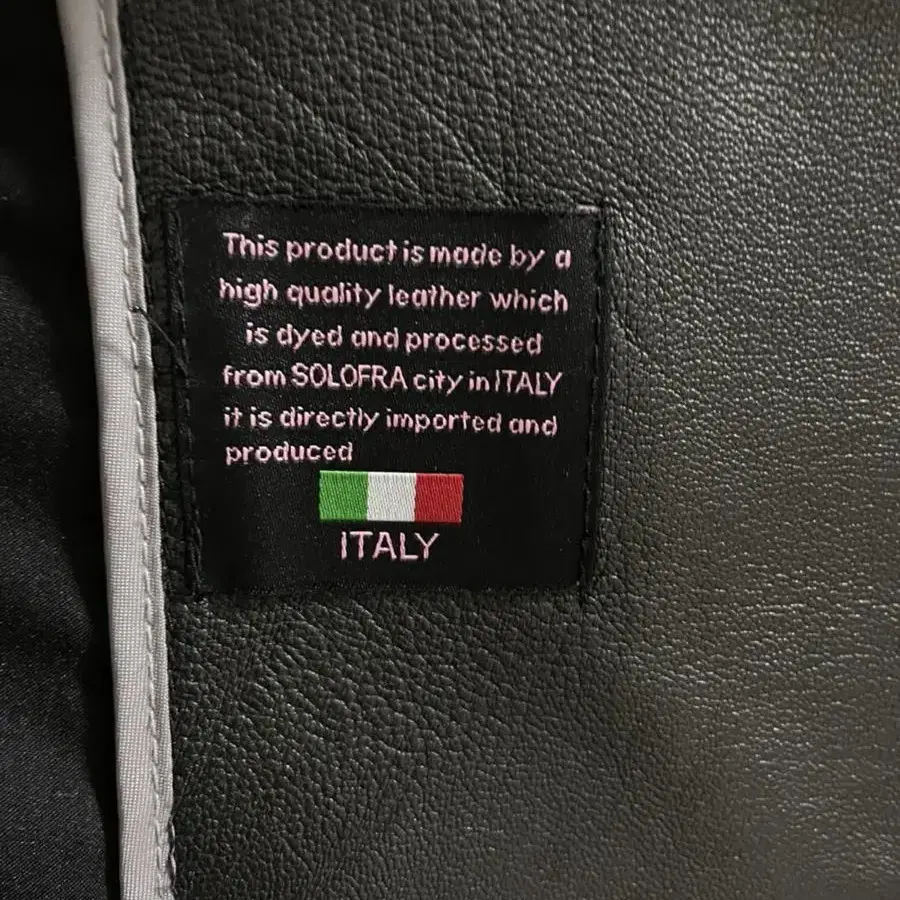 This product is made by a
high quality leather which
is dyed and processed
from SOLOFRA city in ITALY
it is directly imported and
produced
ITALY